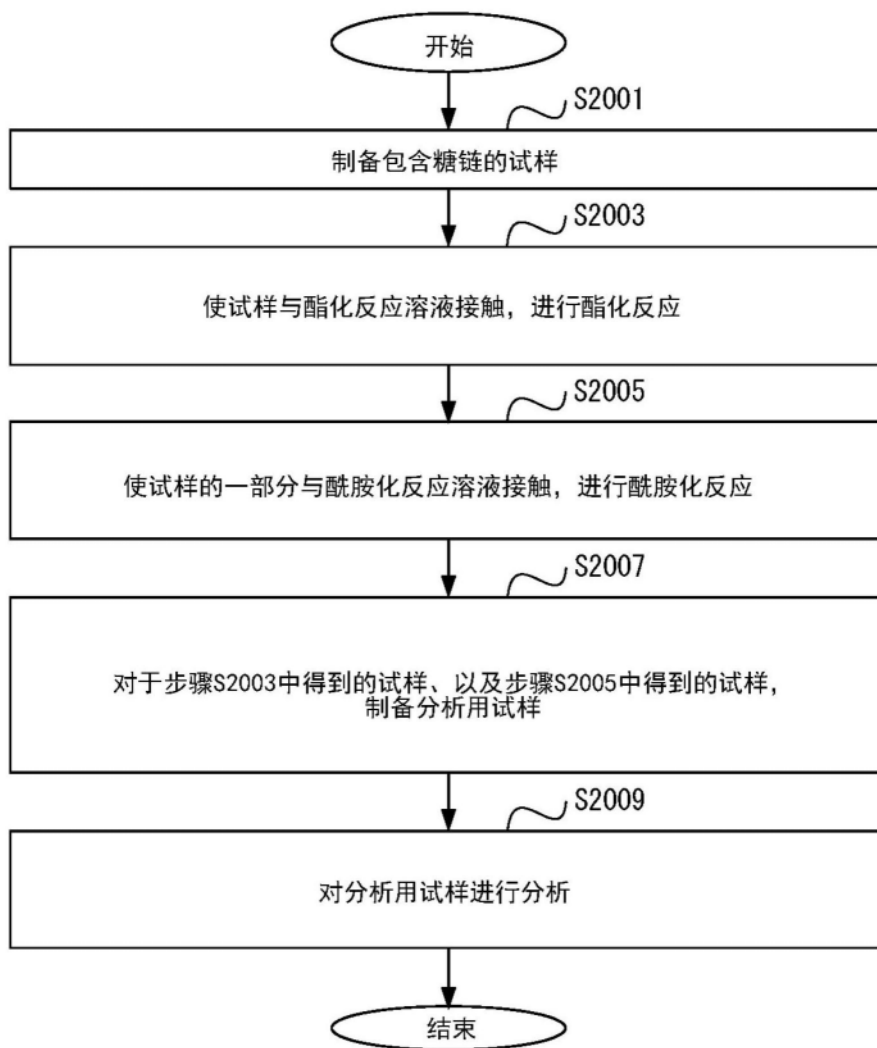 开始
S2001
制备包含糖链的试样
S2003
使试样与酯化反应溶液接触，进行酯化反应
S2005
使试样的一部分与酰胺化反应溶液接触，进行酰胺化反应
S2007
对于步骤S2003中得到的试样、以及步骤S2005中得到的试样，
制备分析用试样
S2009
对分析用试样进行分析
结束